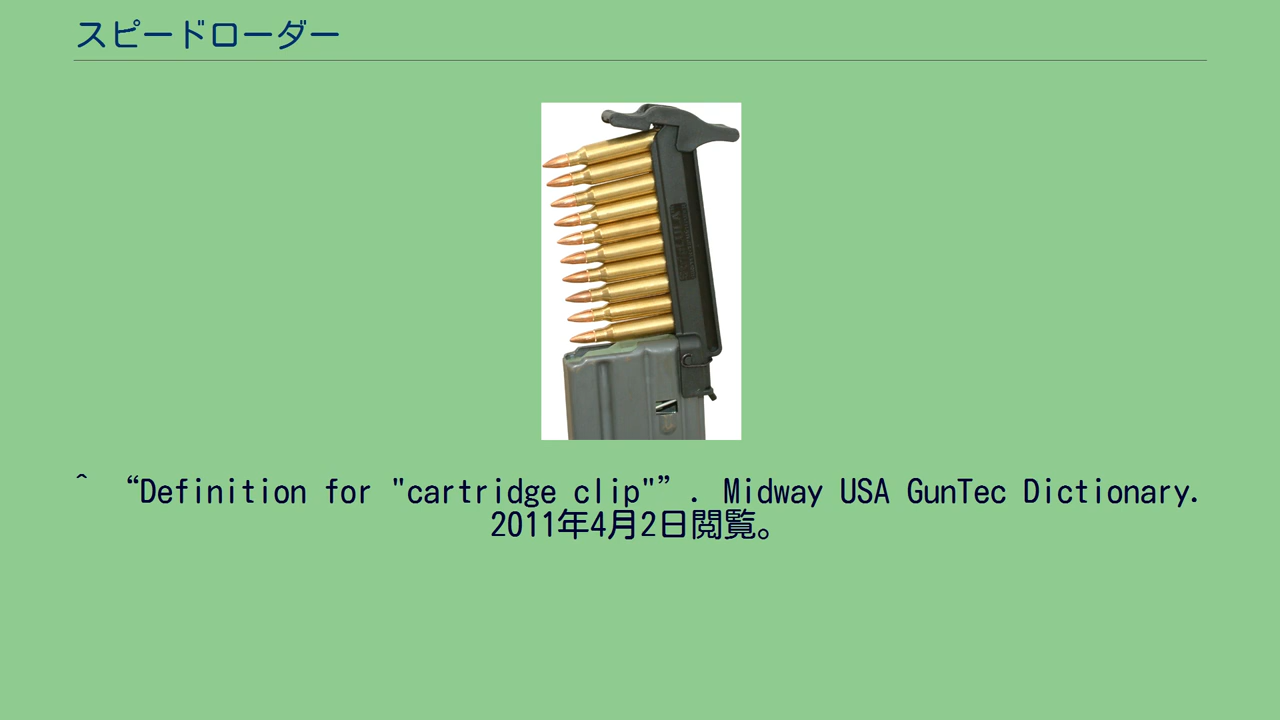 スピードローダー
^ “Definition for "cartridge clip"”. Midway USA GunTec Dictionary.
2011年4月2日閲覧。